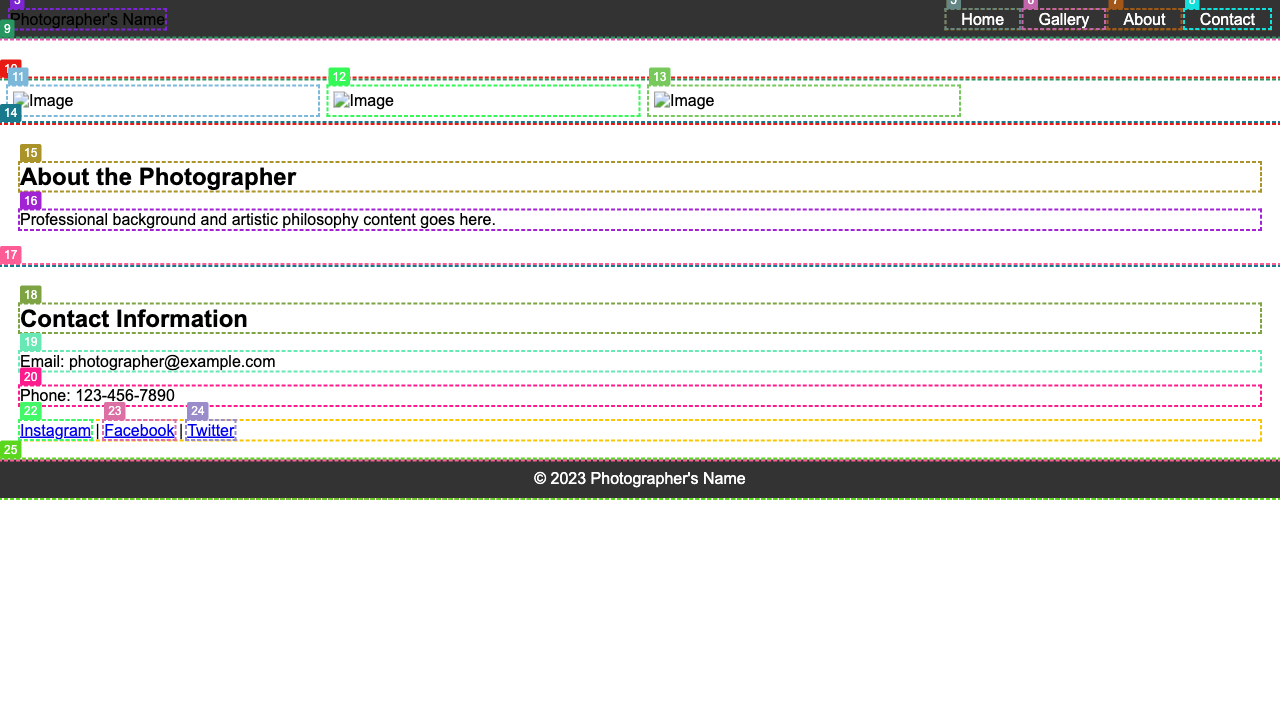 3 5 6 7 8
Photographer's Name Home Gallery About Contact
9
10
11 12 13
Image Image Image
14
15
About the Photographer
16
Professional background and artistic philosophy content goes here.
17
18
Contact Information
19
Email: photographer@example.com
20
Phone: 123-456-7890
22 23 24
Instagram | Facebook | Twitter
25
© 2023 Photographer's Name